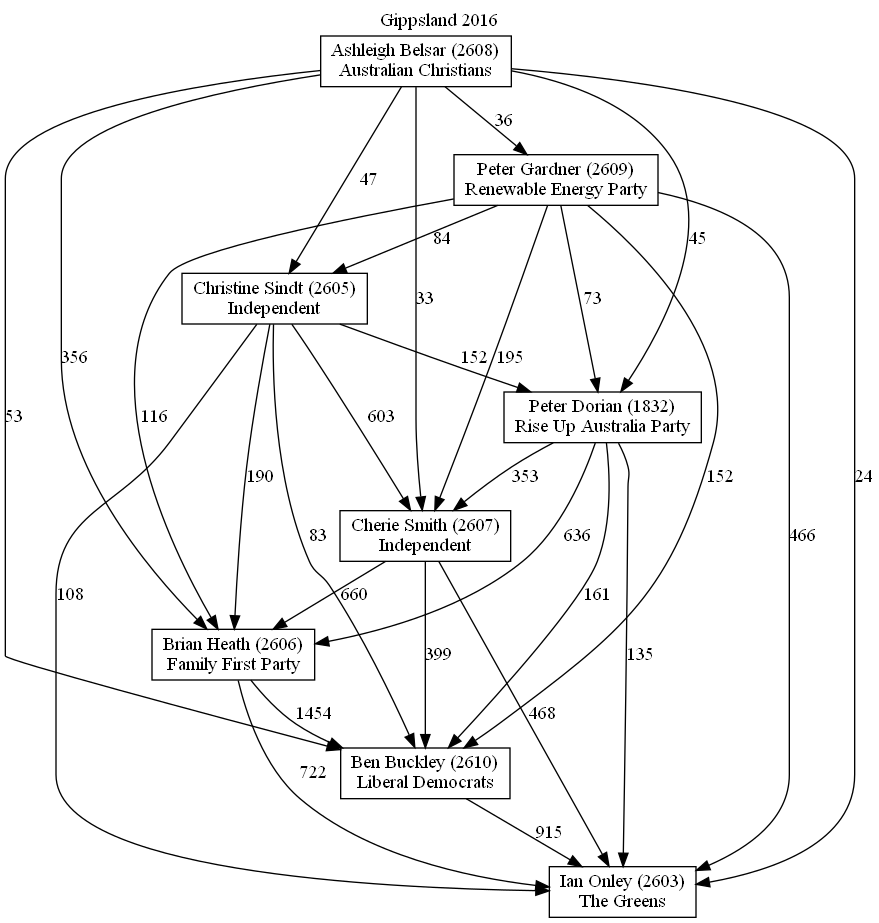 Gippsland 2016
Ashleigh Belsar (2608)
Australian Christians
36
Peter Gardner (2609)
Renewable Energy Party
47
84
45
Christine Sindt (2605)
Independent
33
73
356
152
195
Peter Dorian (1832)
Rise Up Australia Party
53
116
603
190
353
152
24
Cherie Smith (2607)
Independent
83
636
466
108
660
161
Brian Heath (2606)
Family First Party
399
135
1454
468
722
Ben Buckley (2610)
Liberal Democrats
915
Ian Onley (2603)
The Greens